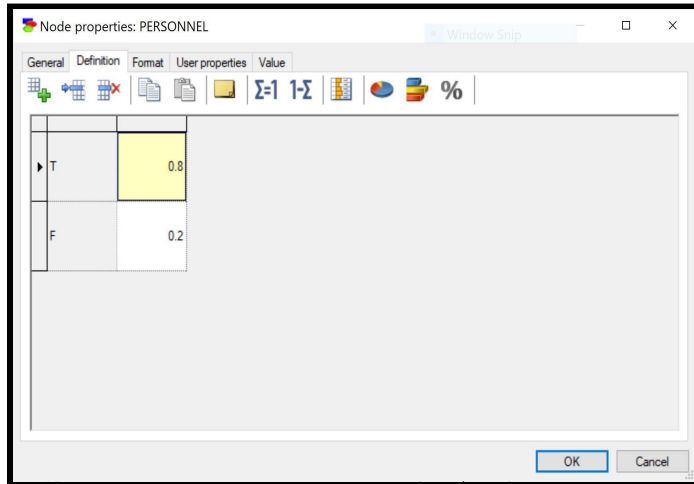 Node properties: PERSONNEL
Window Snip
General Definition Format User properties Value
Σ=1 1-Σ %
T 0.8
F 0.2
OK Cancel